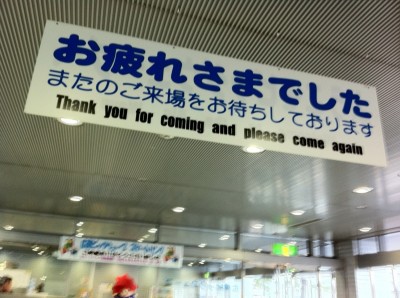 お疲れさまでした
またのご来場をお待ちしております
Thank you for coming and please come again